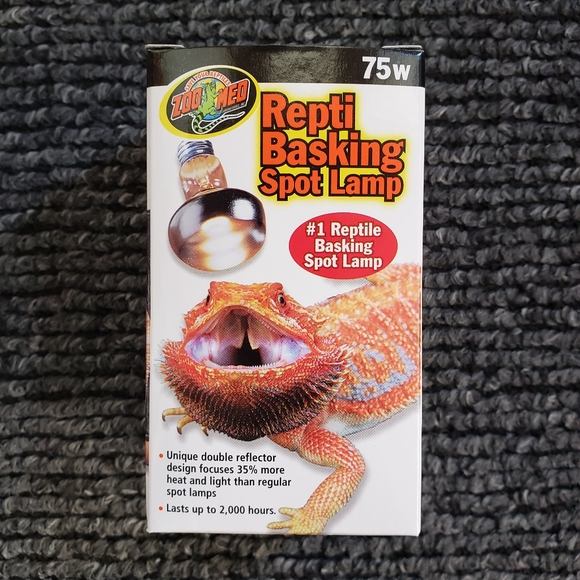 75W
ZOO MED
Repti
Basking
Spot Lamp
#1 Reptile
Basking
Spot Lamp
• Unique double reflector
design focuses 35% more
heat and light than regular
spot lamps
• Lasts up to 2,000 hours.